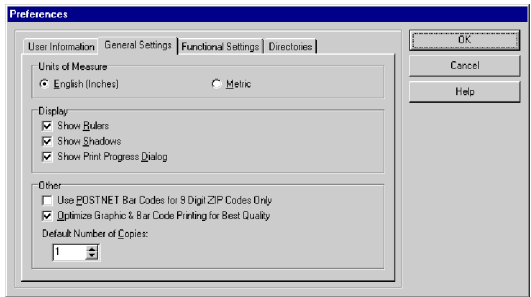 Preferences
User Information General Settings Functional Settings Directories
OK
Cancel
Help
Units of Measure
English (Inches) Metric
Display
Show Rulers
Show Shadows
Show Print Progress Dialog
Other
Use POSTNET Bar Codes for 9 Digit ZIP Codes Only
Optimize Graphic & Bar Code Printing for Best Quality
Default Number of Copies:
1